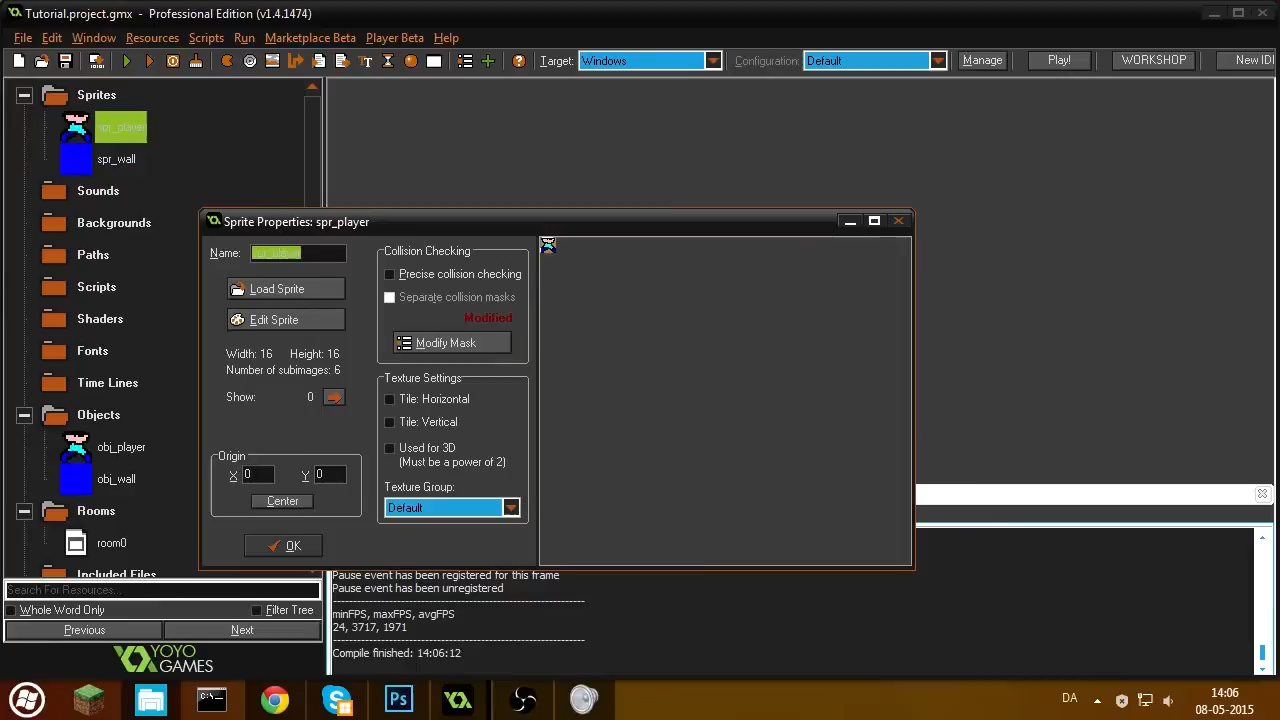 Tutorial.project.gmx - Professional Edition (v1.4.1474)
File Edit Window Resources Scripts Run Marketplace Beta Player Beta Help
Target: Windows Configuration: Default Manage Play! WORKSHOP New IDI
Sprites
spr_player
spr_wall
Sounds
Backgrounds
Paths
Scripts
Shaders
Fonts
Time Lines
Objects
obj_player
obj_wall
Rooms
room0
Included Files
Search For Resources...
Whole Word Only Filter Tree
Previous Next
YOYO
GAMES
Sprite Properties: spr_player
Name: spr_player
Load Sprite
Edit Sprite
Width: 16 Height: 16
Number of subimages: 6
Show: 0
Origin
X 0 Y 0
Center
OK
Collision Checking
Precise collision checking
Separate collision masks
Modified
Modify Mask
Texture Settings
Tile: Horizontal
Tile: Vertical
Used for 3D
(Must be a power of 2)
Texture Group:
Default
Pause event has been registered for this frame
Pause event has been unregistered
minFPS, maxFPS, avgFPS
24, 3717, 1971
Compile finished: 14:06:12
Ps
DA
14:06
08-05-2015